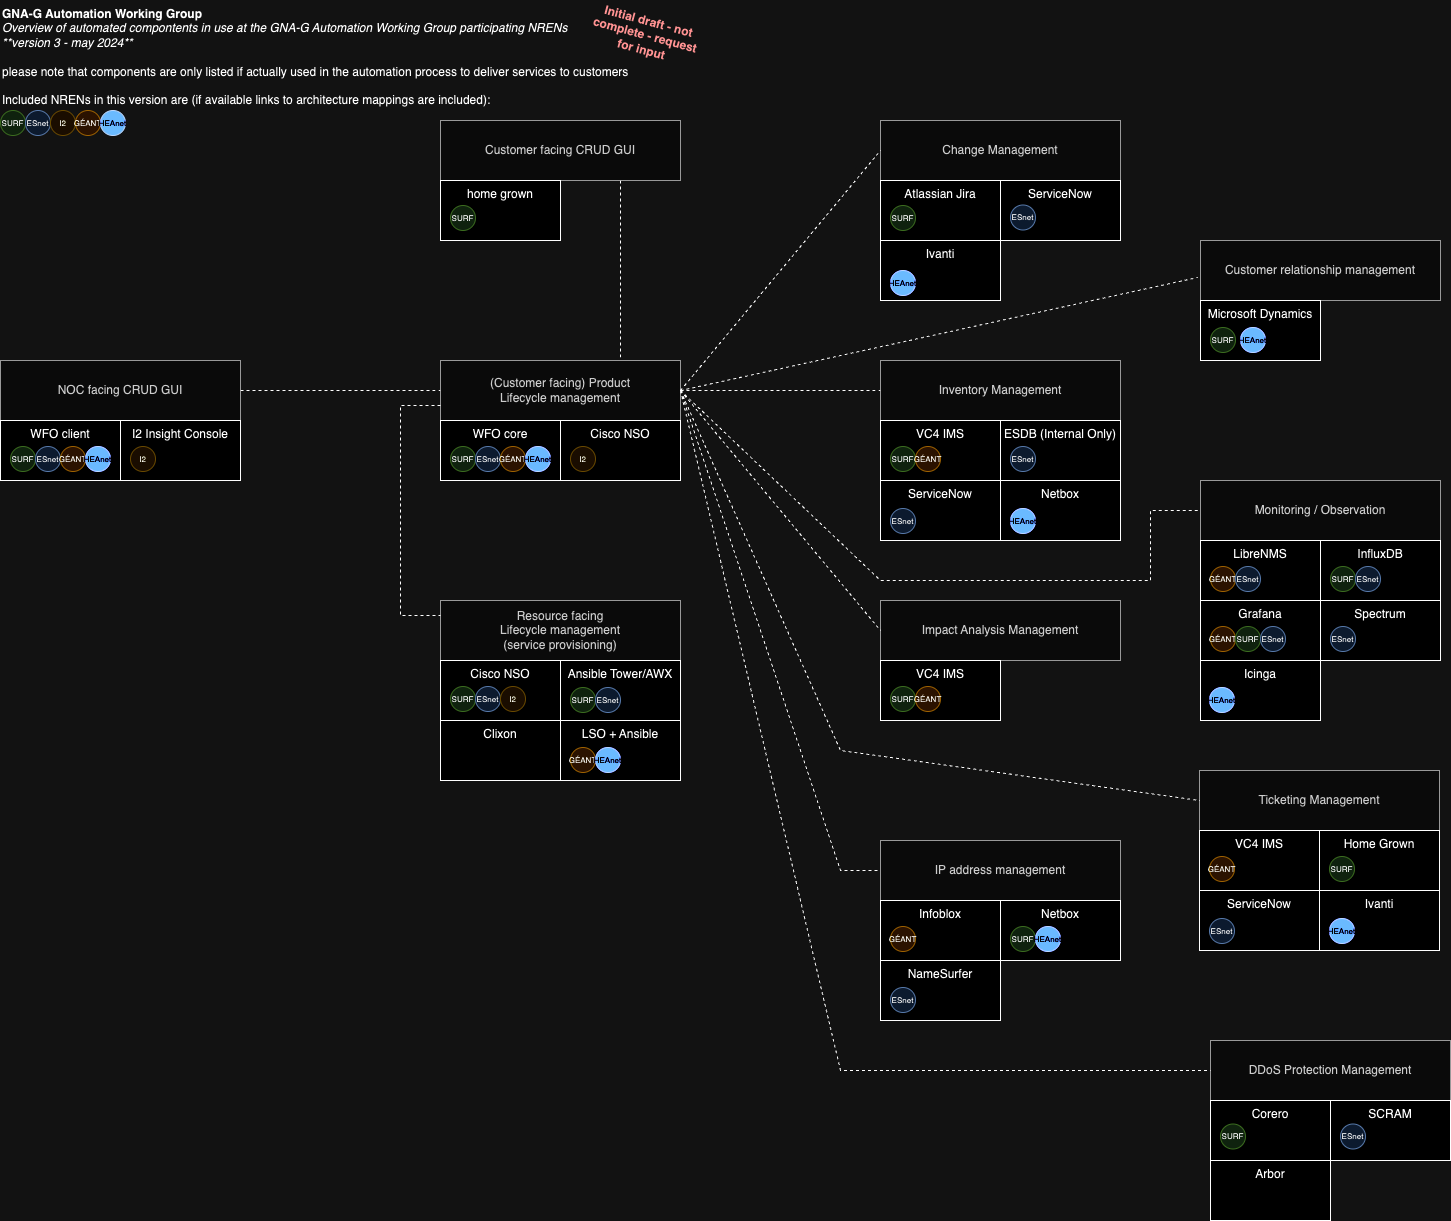 GNA-G Automation Working Group
Overview of automated compontents in use at the GNA-G Automation Working Group participating NRENs
**version 3 - may 2024**
Initial draft - not
complete - request
for input
please note that components are only listed if actually used in the automation process to deliver services to customers
Included NRENs in this version are (if available links to architecture mappings are included):
SURF ESnet I2 GÉANT HEAnet
Customer facing CRUD GUI
home grown
SURF
Change Management
Atlassian Jira
SURF
ServiceNow
ESnet
Ivanti
HEAnet
Customer relationship management
Microsoft Dynamics
SURF HEAnet
NOC facing CRUD GUI
WFO client
SURF ESnet GÉANT HEAnet
I2 Insight Console
I2
(Customer facing) Product
Lifecycle management
WFO core
SURF ESnet GÉANT HEAnet
Cisco NSO
I2
Inventory Management
VC4 IMS
SURF GÉANT
ESDB (Internal Only)
ESnet
ServiceNow
ESnet
Netbox
HEAnet
Monitoring / Observation
LibreNMS
GÉANT ESnet
InfluxDB
SURF ESnet
Grafana
GÉANT SURF ESnet
Spectrum
ESnet
Icinga
HEAnet
Resource facing
Lifecycle management
(service provisioning)
Cisco NSO
SURF ESnet I2
Ansible Tower/AWX
SURF ESnet
Clixon
LSO + Ansible
GÉANT HEAnet
Impact Analysis Management
VC4 IMS
SURF GÉANT
Ticketing Management
VC4 IMS
GÉANT
Home Grown
SURF
ServiceNow
ESnet
Ivanti
HEAnet
IP address management
Infoblox
GÉANT
Netbox
SURF HEAnet
NameSurfer
ESnet
DDoS Protection Management
Corero
SURF
SCRAM
ESnet
Arbor